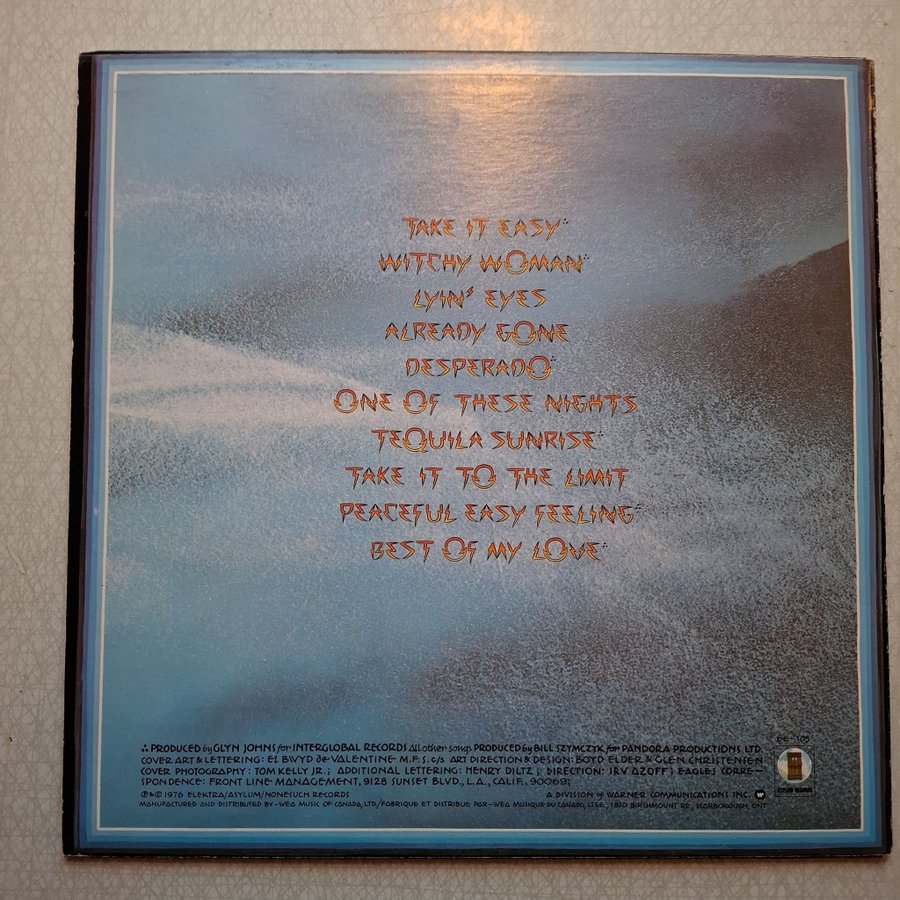 TAKE IT EASY∴
WITCHY WOMAN∴
LYIN' EYES
ALREADY GONE
DESPERADO∴
ONE OF THESE NIGHTS
TEQUILA SUNRISE∴
TAKE IT TO THE LIMIT
PEACEFUL EASY FEELING∴
BEST OF MY LOVE∴
6E-105
∴ PRODUCED by GLYN JOHNS for INTERGLOBAL RECORDS All other songs PRODUCED by BILL SZYMCZYK for PANDORA PRODUCTIONS, LTD.
COVER ART & LETTERING: EL BWYD de-VALENTINE-M.F.S. c/s ART DIRECTION & DESIGN: BOYD ELDER & GLEN CHRISTENSEN
COVER PHOTOGRAPHY: TOM KELLY JR.; ADDITIONAL LETTERING: HENRY DILTZ; DIRECTION: IRV AZOFF; EAGLES CORRE-
SPONDENCE: FRONT LINE MANAGEMENT, 9128 SUNSET BLVD., L.A., CALIF., 90069;
℗ & © 1976 ELEKTRA/ASYLUM/NONESUCH RECORDS A DIVISION OF WARNER COMMUNICATIONS INC.
MANUFACTURED AND DISTRIBUTED BY-WEA MUSIC OF CANADA, LTD/FABRIQUE ET DISTRIBUE PAR-WEA MUSIQUE DU CANADA, LTEE., 1810 BIRCHMOUNT RD., SCARBOROUGH, ONT
ASYLUM RECORDS